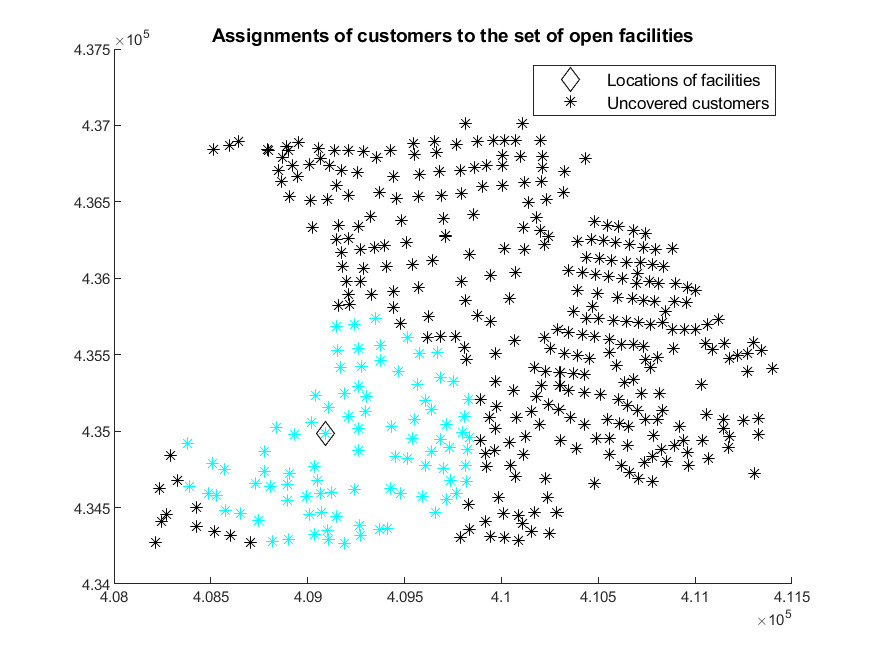 Assignments of customers to the set of open facilities
×10^5
4.375
4.37
4.365
4.36
4.355
4.35
4.345
4.34
Locations of facilities
Uncovered customers
4.08 4.085 4.09 4.095 4.1 4.105 4.11 4.115
×10^5